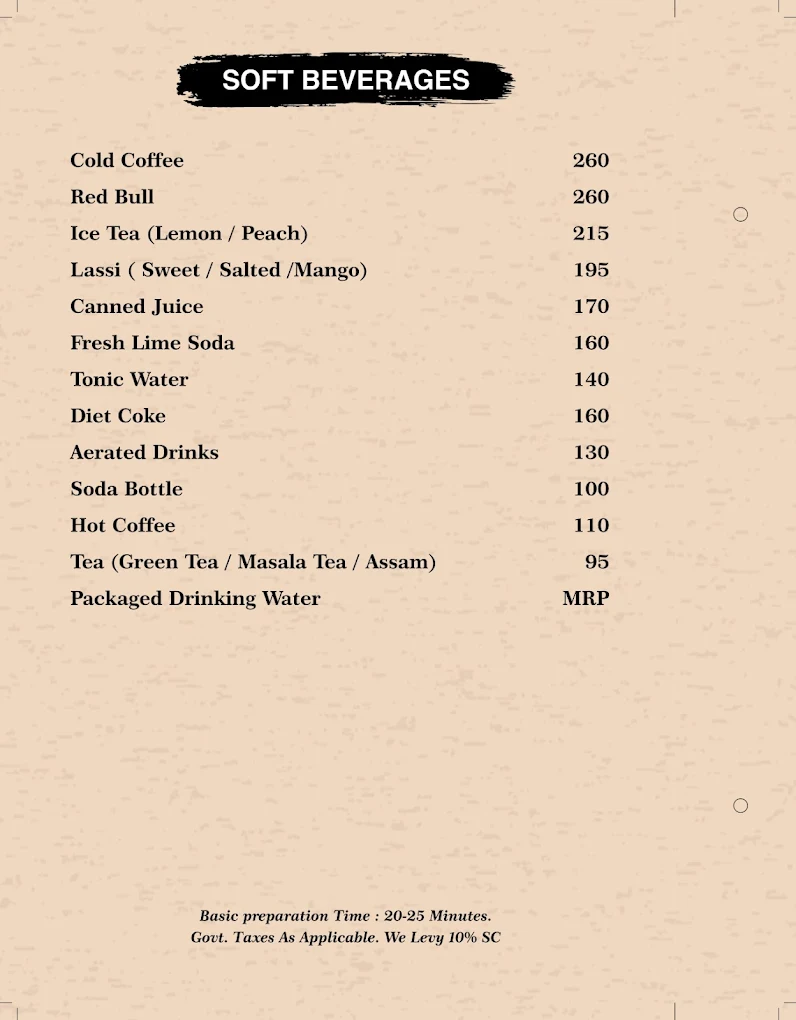 SOFT BEVERAGES
Cold Coffee 260
Red Bull 260
Ice Tea (Lemon / Peach) 215
Lassi ( Sweet / Salted /Mango) 195
Canned Juice 170
Fresh Lime Soda 160
Tonic Water 140
Diet Coke 160
Aerated Drinks 130
Soda Bottle 100
Hot Coffee 110
Tea (Green Tea / Masala Tea / Assam) 95
Packaged Drinking Water MRP
Basic preparation Time : 20-25 Minutes.
Govt. Taxes As Applicable. We Levy 10% SC